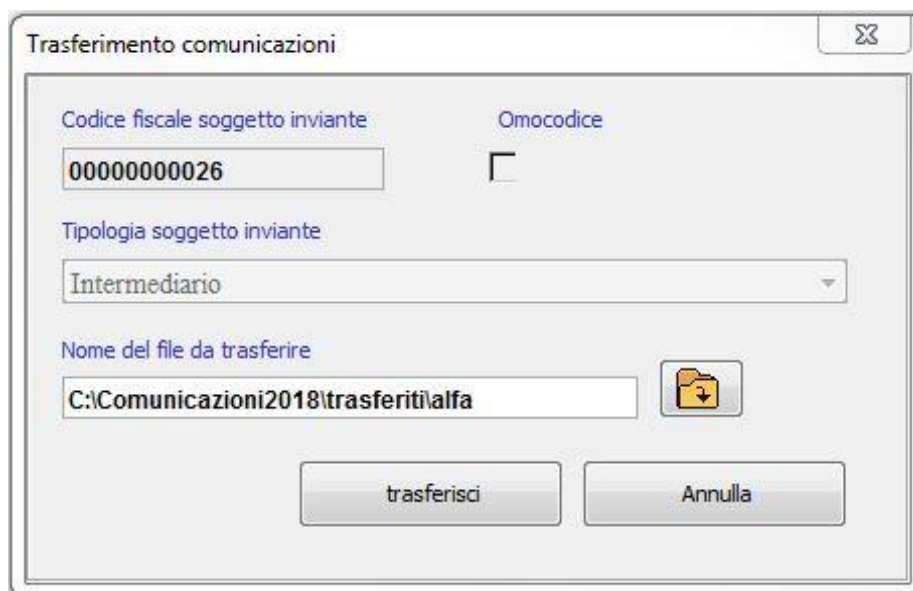 Trasferimento comunicazioni
Codice fiscale soggetto inviante Omocodice
00000000026
Tipologia soggetto inviante
Intermediario
Nome del file da trasferire
C:\Comunicazioni2018\trasferiti\alfa
trasferisci Annulla